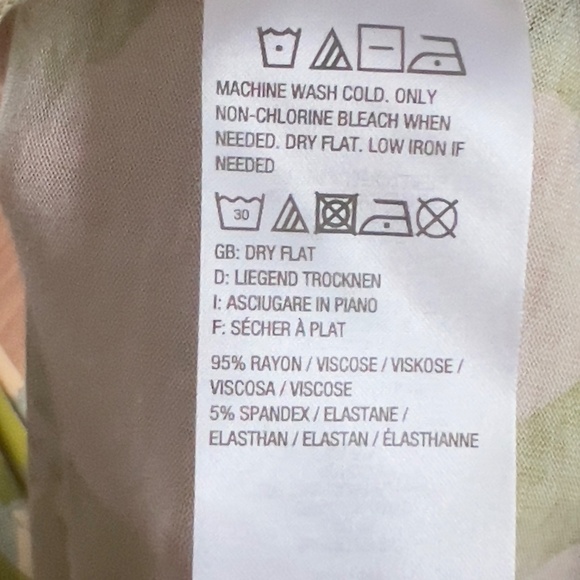 MACHINE WASH COLD. ONLY
NON-CHLORINE BLEACH WHEN
NEEDED. DRY FLAT. LOW IRON IF
NEEDED
30
GB: DRY FLAT
D: LIEGEND TROCKNEN
I: ASCIUGARE IN PIANO
F: SÉCHER À PLAT
95% RAYON / VISCOSE / VISKOSE /
VISCOSA / VISCOSE
5% SPANDEX / ELASTANE /
ELASTHAN / ELASTAN / ÉLASTHANNE